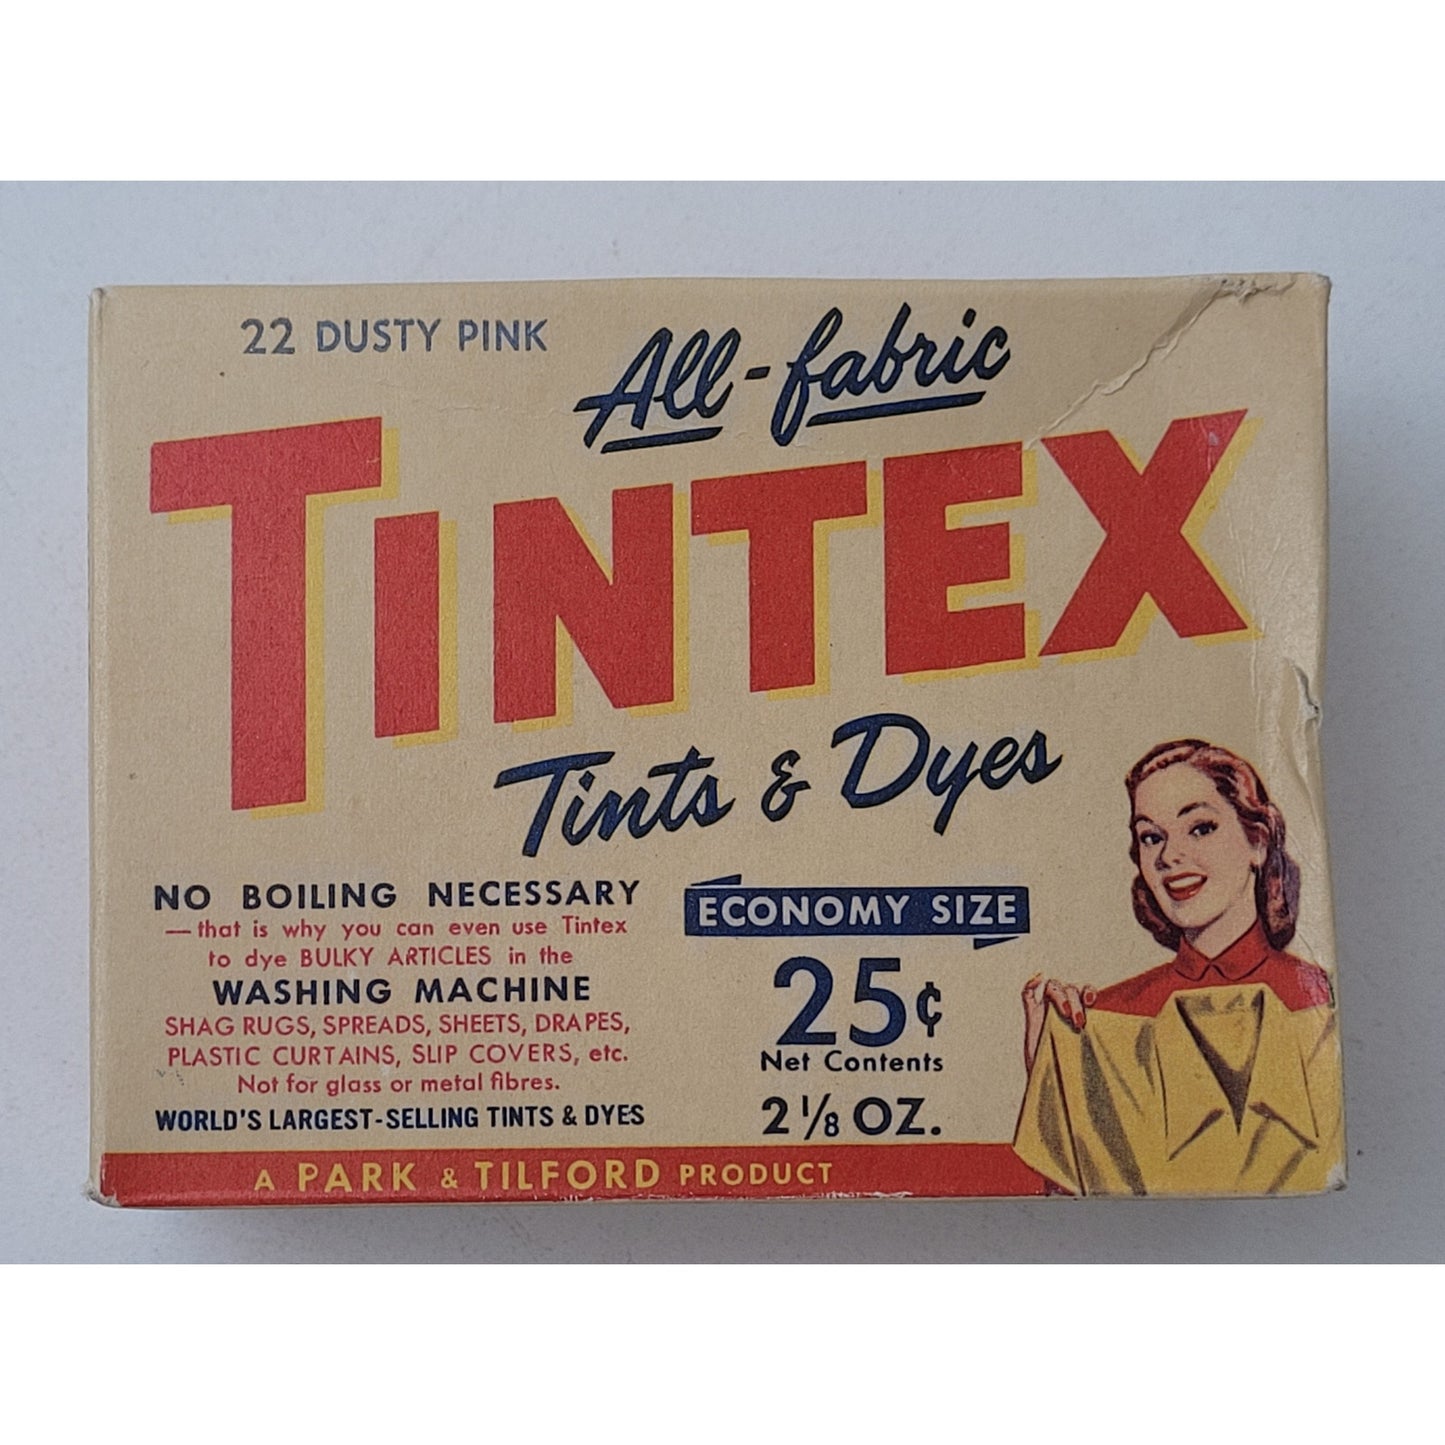 22 DUSTY PINK
All-fabric
TINTEX
Tints & Dyes
NO BOILING NECESSARY
—that is why you can even use Tintex
to dye BULKY ARTICLES in the
WASHING MACHINE
SHAG RUGS, SPREADS, SHEETS, DRAPES,
PLASTIC CURTAINS, SLIP COVERS, etc.
Not for glass or metal fibres.
WORLD'S LARGEST-SELLING TINTS & DYES
ECONOMY SIZE
25¢
Net Contents
2 1/8 OZ.
A PARK & TILFORD PRODUCT